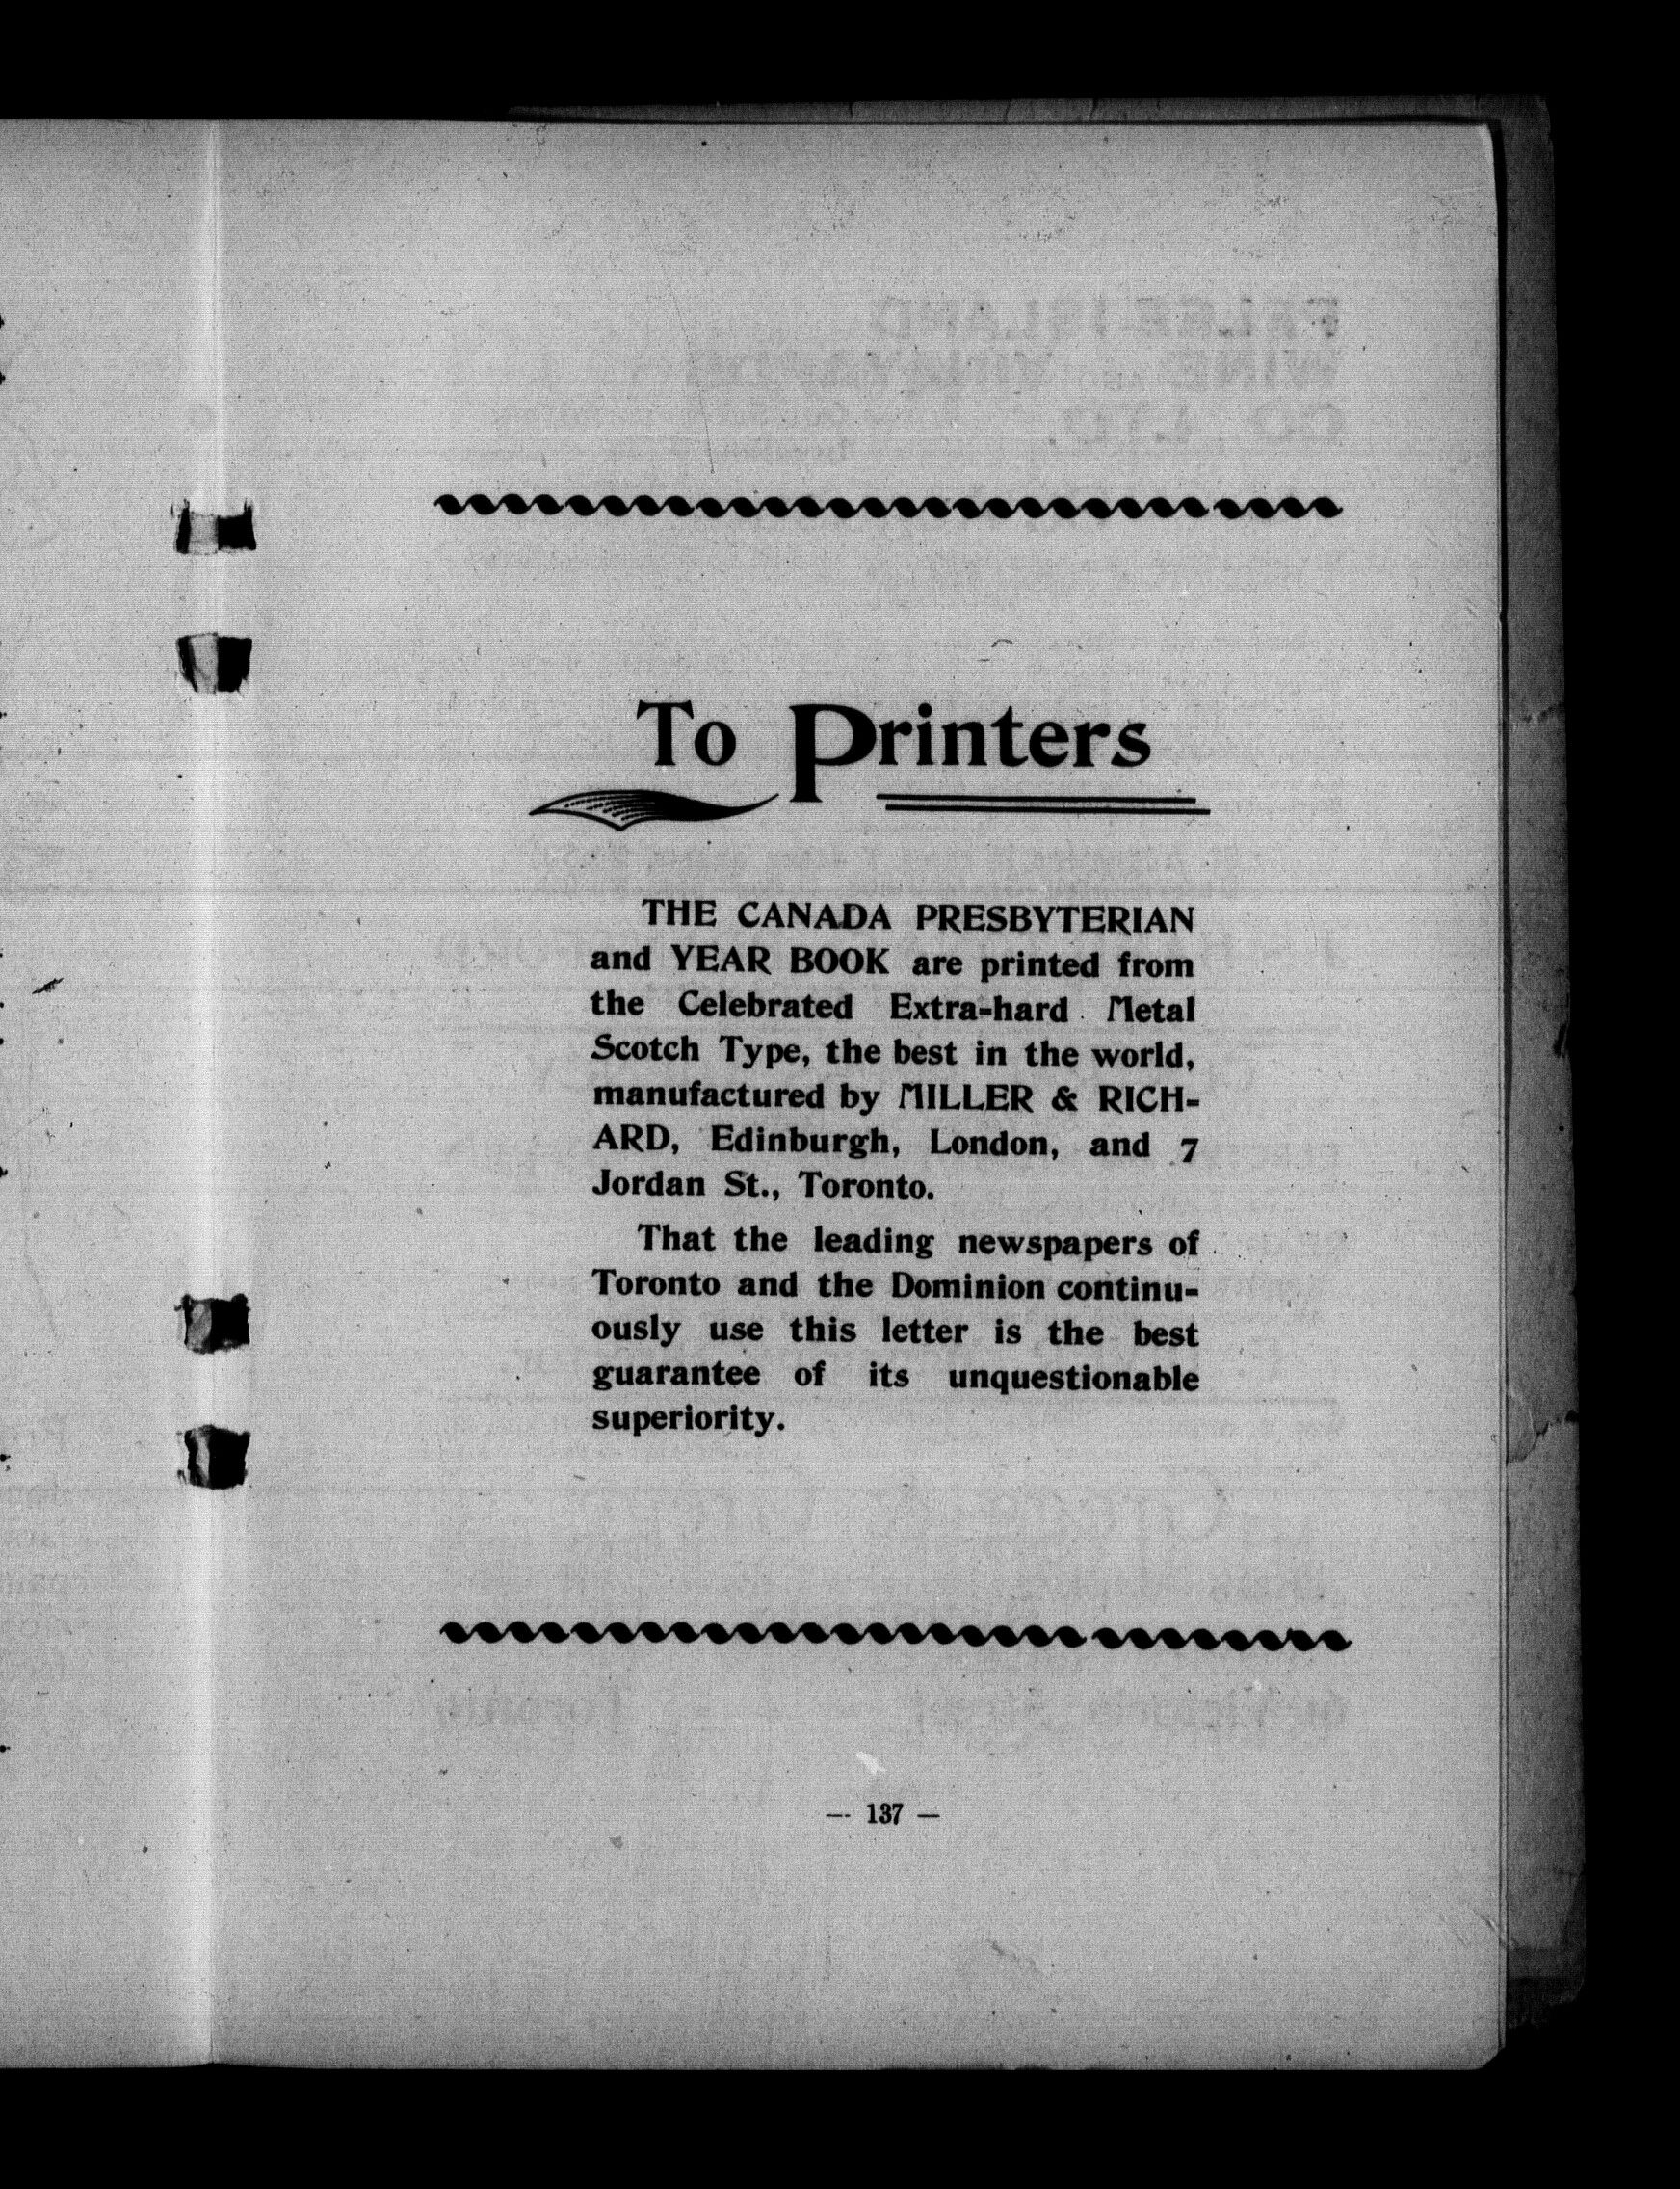 To Printers
THE CANADA PRESBYTERIAN
and YEAR BOOK are printed from
the Celebrated Extra-hard Metal
Scotch Type, the best in the world,
manufactured by MILLER & RICH-
ARD, Edinburgh, London, and 7
Jordan St., Toronto.
That the leading newspapers of
Toronto and the Dominion continu-
ously use this letter is the best
guarantee of its unquestionable
superiority.
— 137 —